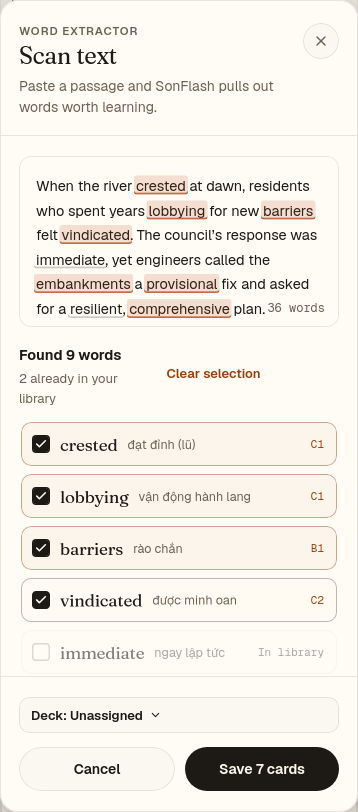 WORD EXTRACTOR
Scan text
Paste a passage and SonFlash pulls out
words worth learning.
When the river crested at dawn, residents
who spent years lobbying for new barriers
felt vindicated. The council’s response was
immediate, yet engineers called the
embankments a provisional fix and asked
for a resilient, comprehensive plan.
36 words
Found 9 words
2 already in your
library
Clear selection
crested đạt đỉnh (lũ) C1
lobbying vận động hành lang C1
barriers rào chắn B1
vindicated được minh oan C2
immediate ngay lập tức In library
Deck: Unassigned
Cancel Save 7 cards